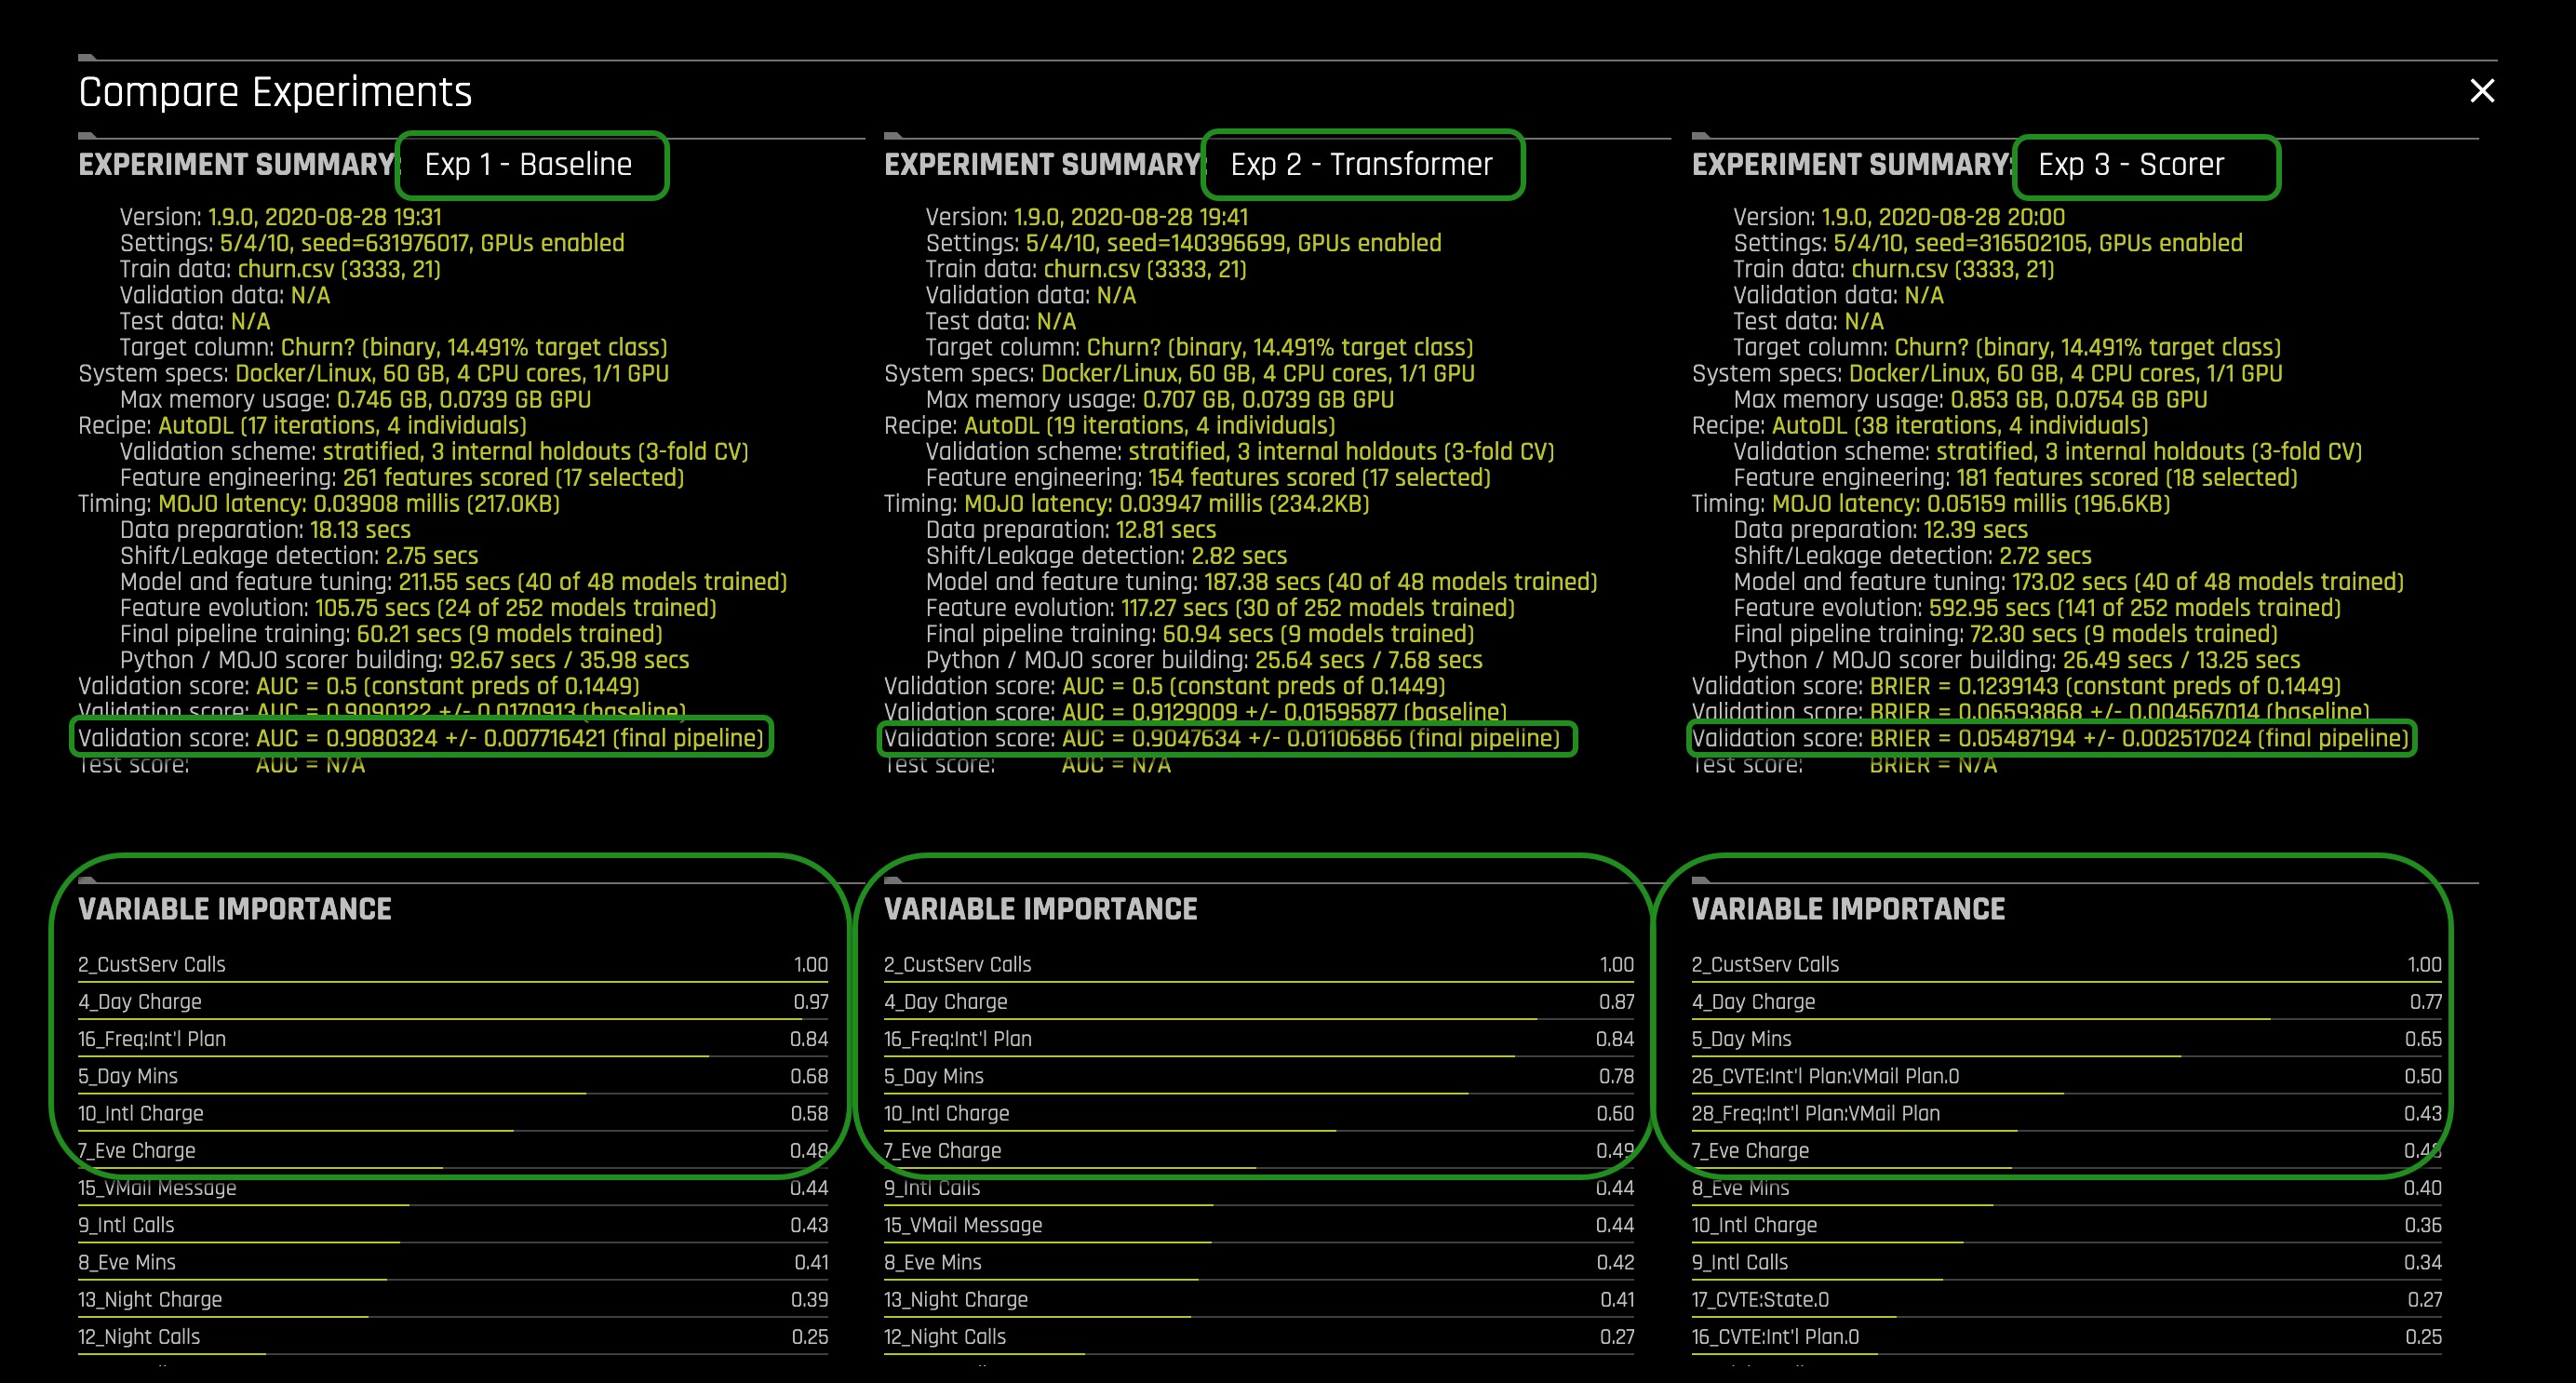 Compare Experiments
EXPERIMENT SUMMARY: Exp 1 - Baseline
Version: 1.9.0, 2020-08-28 19:31
Settings: 5/4/10, seed=631976017, GPUs enabled
Train data: churn.csv (3333, 21)
Validation data: N/A
Test data: N/A
Target column: Churn? (binary, 14.491% target class)
System specs: Docker/Linux, 60 GB, 4 CPU cores, 1/1 GPU
Max memory usage: 0.746 GB, 0.0739 GB GPU
Recipe: AutoDL (17 iterations, 4 individuals)
Validation scheme: stratified, 3 internal holdouts (3-fold CV)
Feature engineering: 261 features scored (17 selected)
Timing: MOJO latency: 0.03908 millis (217.0KB)
Data preparation: 18.13 secs
Shift/Leakage detection: 2.75 secs
Model and feature tuning: 211.55 secs (40 of 48 models trained)
Feature evolution: 105.75 secs (24 of 252 models trained)
Final pipeline training: 60.21 secs (9 models trained)
Python / MOJO scorer building: 92.67 secs / 35.98 secs
Validation score: AUC = 0.5 (constant preds of 0.1449)
Validation score: AUC = 0.9090122 +/- 0.0170913 (baseline)
Validation score: AUC = 0.9080324 +/- 0.007716421 (final pipeline)
Test score: AUC = N/A
VARIABLE IMPORTANCE
2_CustServ Calls 1.00
4_Day Charge 0.97
16_Freq:Int'l Plan 0.84
5_Day Mins 0.68
10_Intl Charge 0.58
7_Eve Charge 0.48
15_VMail Message 0.44
9_Intl Calls 0.43
8_Eve Mins 0.41
13_Night Charge 0.39
12_Night Calls 0.25
EXPERIMENT SUMMARY: Exp 2 - Transformer
Version: 1.9.0, 2020-08-28 19:41
Settings: 5/4/10, seed=140396699, GPUs enabled
Train data: churn.csv (3333, 21)
Validation data: N/A
Test data: N/A
Target column: Churn? (binary, 14.491% target class)
System specs: Docker/Linux, 60 GB, 4 CPU cores, 1/1 GPU
Max memory usage: 0.707 GB, 0.0739 GB GPU
Recipe: AutoDL (19 iterations, 4 individuals)
Validation scheme: stratified, 3 internal holdouts (3-fold CV)
Feature engineering: 154 features scored (17 selected)
Timing: MOJO latency: 0.03947 millis (234.2KB)
Data preparation: 12.81 secs
Shift/Leakage detection: 2.82 secs
Model and feature tuning: 187.38 secs (40 of 48 models trained)
Feature evolution: 117.27 secs (30 of 252 models trained)
Final pipeline training: 60.94 secs (9 models trained)
Python / MOJO scorer building: 25.64 secs / 7.68 secs
Validation score: AUC = 0.5 (constant preds of 0.1449)
Validation score: AUC = 0.9129009 +/- 0.01595877 (baseline)
Validation score: AUC = 0.9047634 +/- 0.01106866 (final pipeline)
Test score: AUC = N/A
VARIABLE IMPORTANCE
2_CustServ Calls 1.00
4_Day Charge 0.87
16_Freq:Int'l Plan 0.84
5_Day Mins 0.78
10_Intl Charge 0.60
7_Eve Charge 0.49
9_Intl Calls 0.44
15_VMail Message 0.44
8_Eve Mins 0.42
13_Night Charge 0.41
12_Night Calls 0.27
EXPERIMENT SUMMARY: Exp 3 - Scorer
Version: 1.9.0, 2020-08-28 20:00
Settings: 5/4/10, seed=316502105, GPUs enabled
Train data: churn.csv (3333, 21)
Validation data: N/A
Test data: N/A
Target column: Churn? (binary, 14.491% target class)
System specs: Docker/Linux, 60 GB, 4 CPU cores, 1/1 GPU
Max memory usage: 0.853 GB, 0.0754 GB GPU
Recipe: AutoDL (38 iterations, 4 individuals)
Validation scheme: stratified, 3 internal holdouts (3-fold CV)
Feature engineering: 181 features scored (18 selected)
Timing: MOJO latency: 0.05159 millis (196.6KB)
Data preparation: 12.39 secs
Shift/Leakage detection: 2.72 secs
Model and feature tuning: 173.02 secs (40 of 48 models trained)
Feature evolution: 592.95 secs (141 of 252 models trained)
Final pipeline training: 72.30 secs (9 models trained)
Python / MOJO scorer building: 26.49 secs / 13.25 secs
Validation score: BRIER = 0.1239143 (constant preds of 0.1449)
Validation score: BRIER = 0.06593868 +/- 0.004567014 (baseline)
Validation score: BRIER = 0.05487194 +/- 0.002517024 (final pipeline)
Test score: BRIER = N/A
VARIABLE IMPORTANCE
2_CustServ Calls 1.00
4_Day Charge 0.77
5_Day Mins 0.65
26_CVTE:Int'l Plan:VMail Plan.0 0.50
28_Freq:Int'l Plan:VMail Plan 0.43
7_Eve Charge
8_Eve Mins 0.40
10_Intl Charge 0.36
9_Intl Calls 0.34
17_CVTE:State.0 0.27
16_CVTE:Int'l Plan.0 0.25